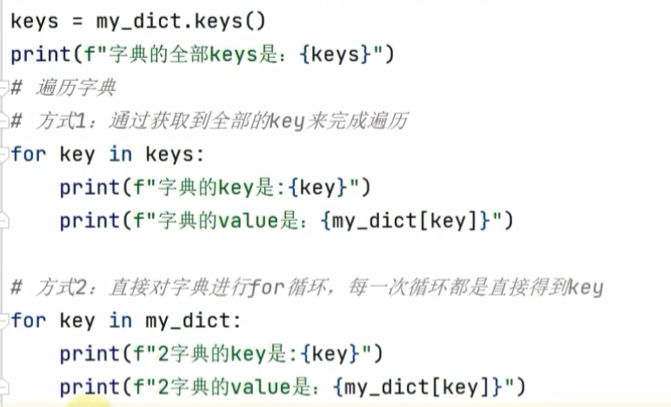 keys = my_dict.keys()
print(f"字典的全部keys是：{keys}")
# 遍历字典
# 方式1：通过获取到全部的key来完成遍历
for key in keys:
    print(f"字典的key是:{key}")
    print(f"字典的value是：{my_dict[key]}")
# 方式2：直接对字典进行for循环，每一次循环都是直接得到key
for key in my_dict:
    print(f"2字典的key是:{key}")
    print(f"2字典的value是：{my_dict[key]}")